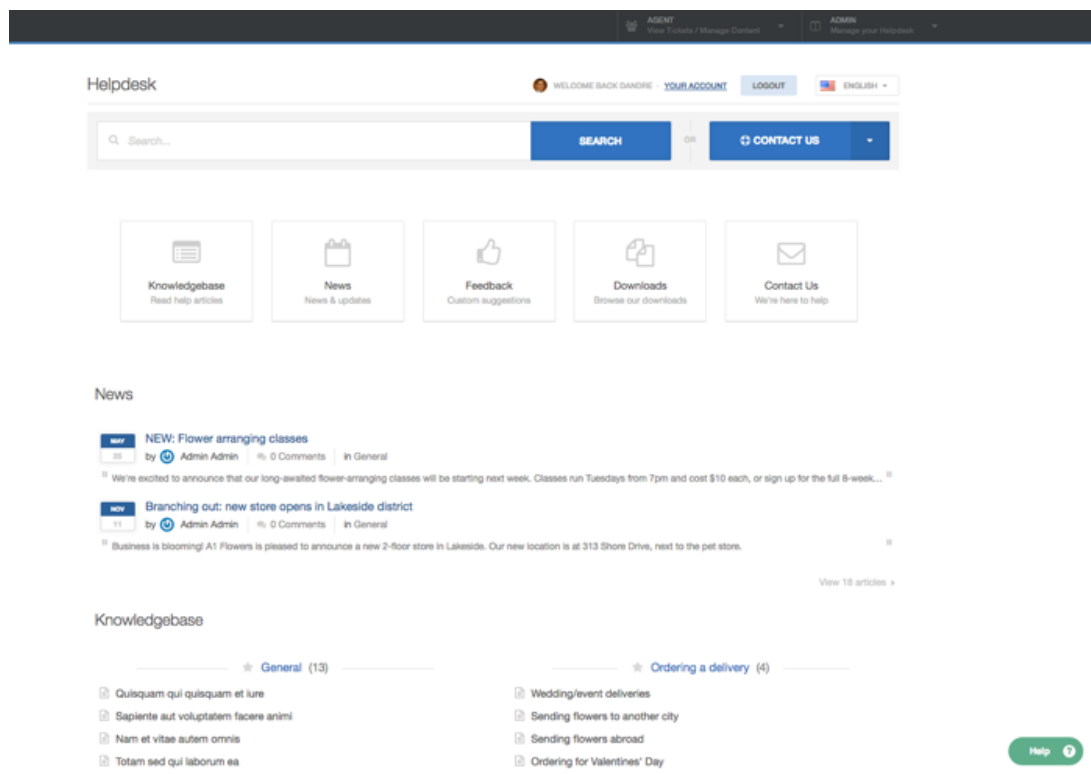 AGENT
View Tickets / Manage Content
ADMIN
Manage your Helpdesk
Helpdesk
WELCOME BACK DANDRE - YOUR ACCOUNT
LOGOUT
ENGLISH
Search...
SEARCH
OR
CONTACT US
Knowledgebase
Read help articles
News
News & updates
Feedback
Custom suggestions
Downloads
Browse our downloads
Contact Us
We're here to help
News
MAY
NEW: Flower arranging classes
by Admin Admin 0 Comments in General
We're excited to announce that our long-awaited flower-arranging classes will be starting next week. Classes run Tuesdays from 7pm and cost $10 each, or sign up for the full 8-week...
NOV
Branching out: new store opens in Lakeside district
11
by Admin Admin 0 Comments in General
Business is blooming! A1 Flowers is pleased to announce a new 2-floor store in Lakeside. Our new location is at 313 Shore Drive, next to the pet store.
View 18 articles
Knowledgebase
General (13)
Quisquam qui quisquam et iure
Sapiente aut voluptatem facere animi
Nam et vitae autem omnis
Totam sed qui laborum ea
Ordering a delivery (4)
Wedding/event deliveries
Sending flowers to another city
Sending flowers abroad
Ordering for Valentines' Day
Help